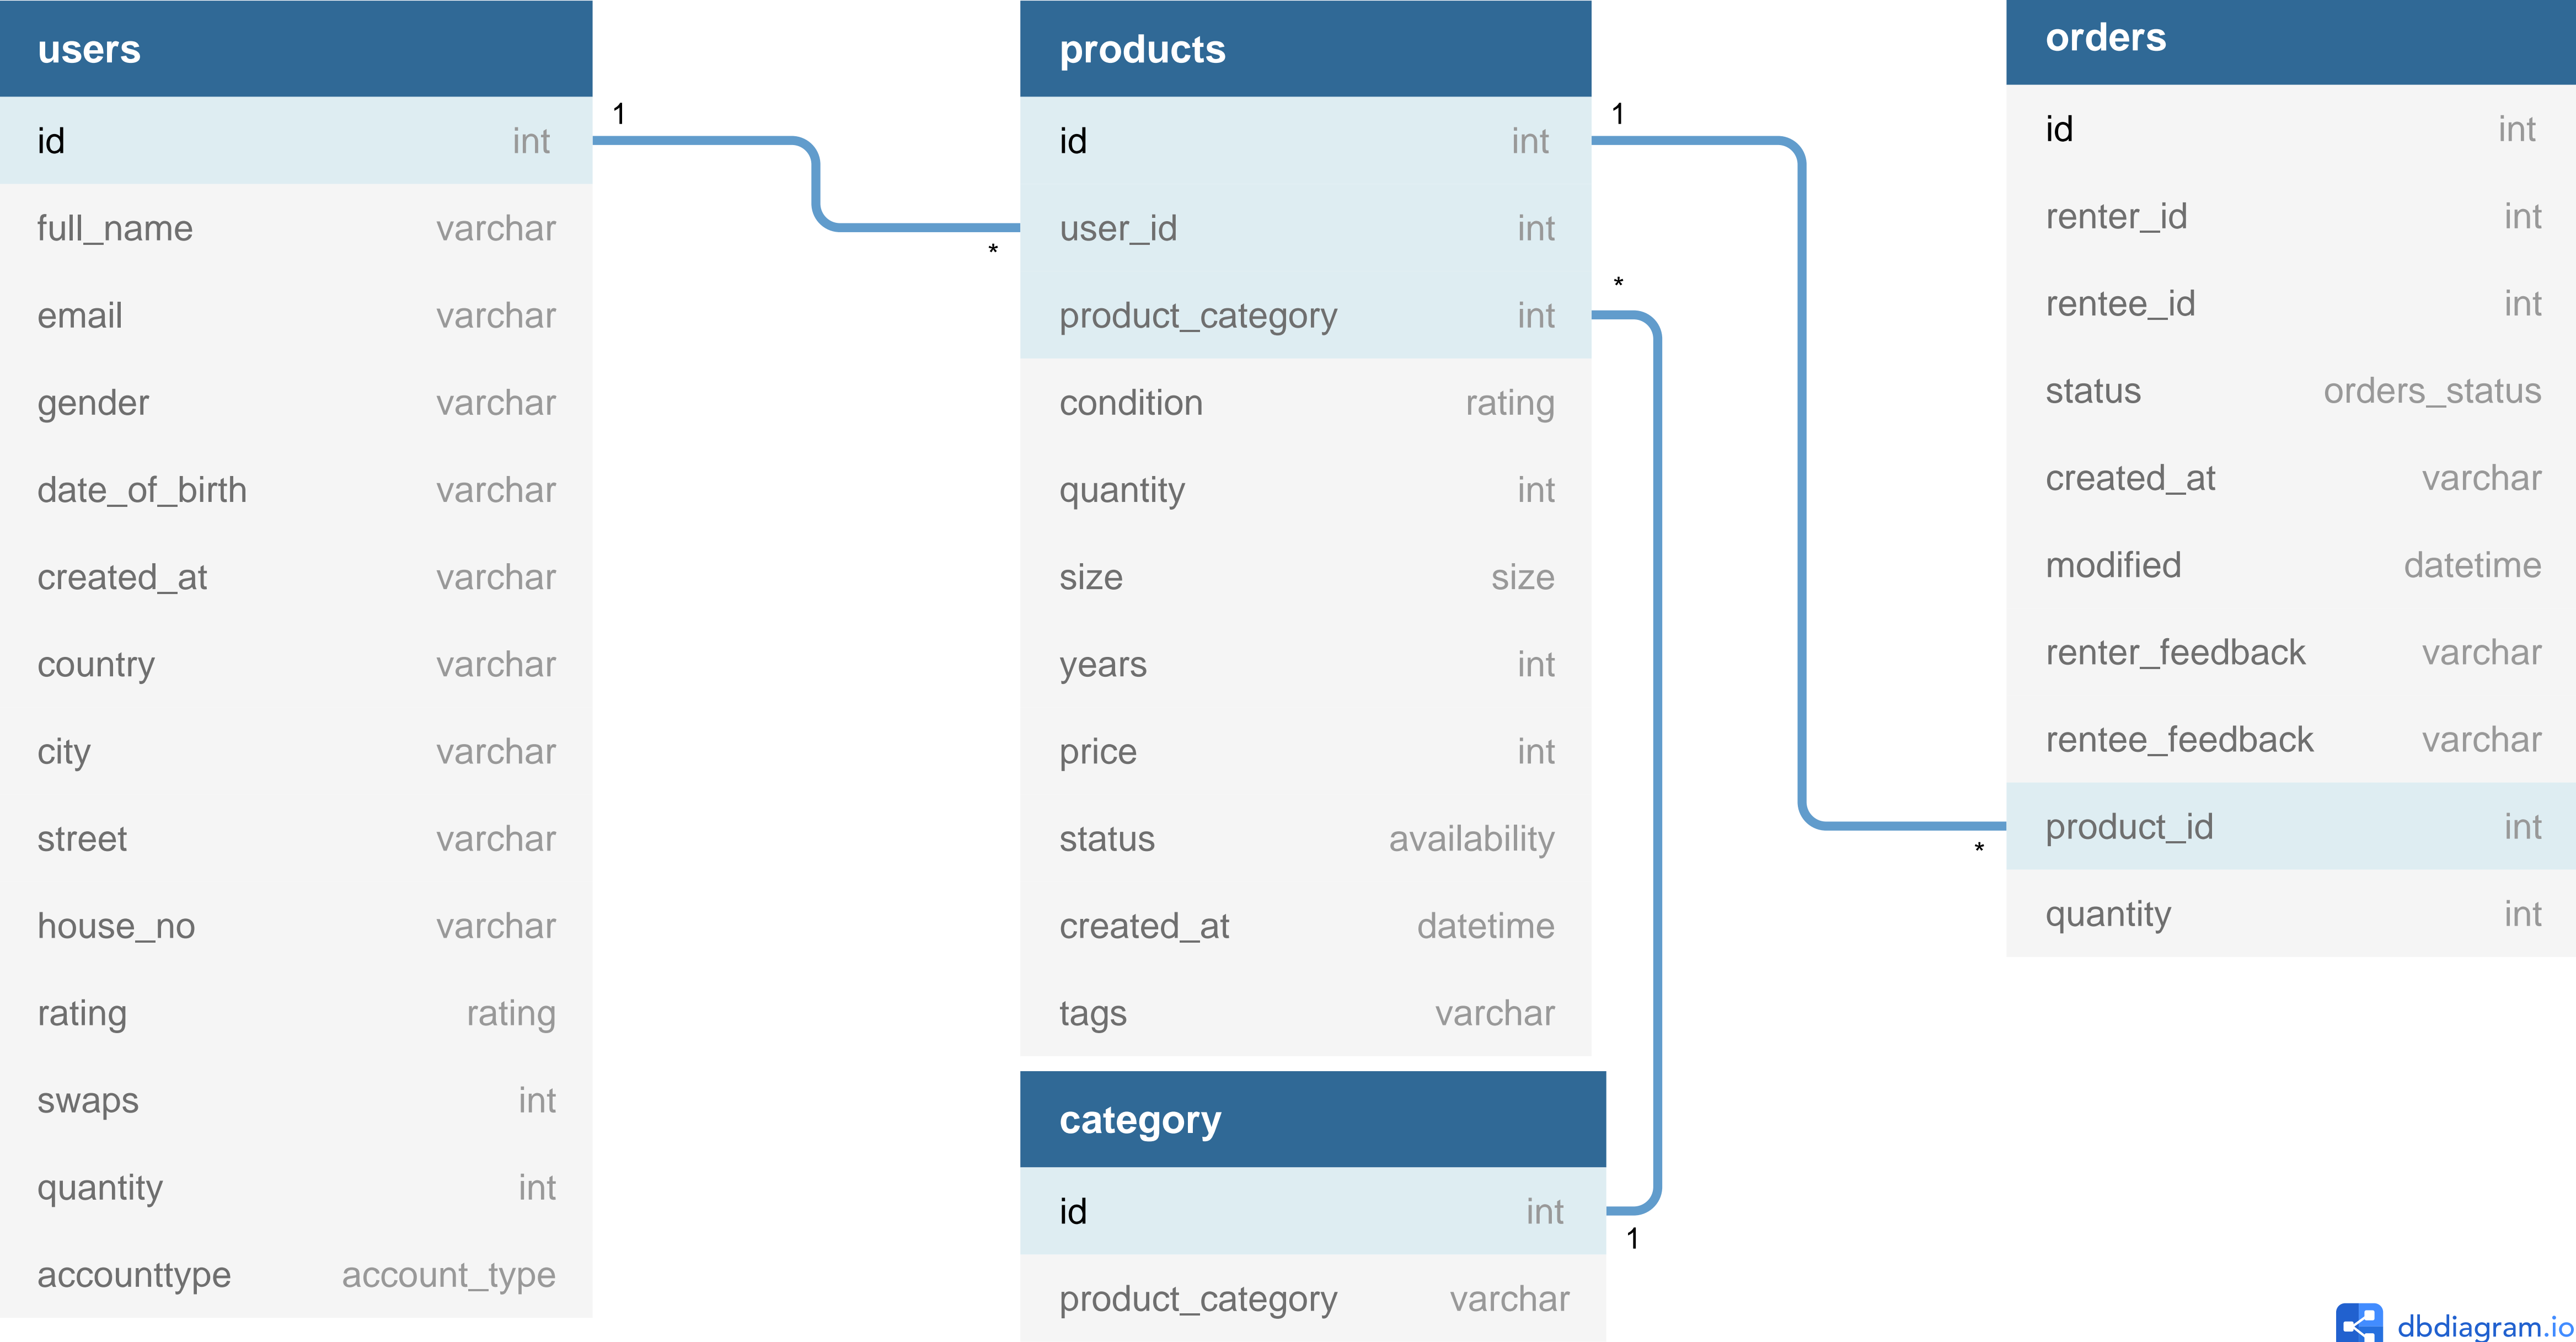 users
id int
full_name varchar
email varchar
gender varchar
date_of_birth varchar
created_at varchar
country varchar
city varchar
street varchar
house_no varchar
rating rating
swaps int
quantity int
accounttype account_type
1
*
products
id int
user_id int
product_category int
condition rating
quantity int
size size
years int
price int
status availability
created_at datetime
tags varchar
category
id int
product_category varchar
1
*
*
1
orders
id int
renter_id int
rentee_id int
status orders_status
created_at varchar
modified datetime
renter_feedback varchar
rentee_feedback varchar
product_id int
quantity int
dbdiagram.io